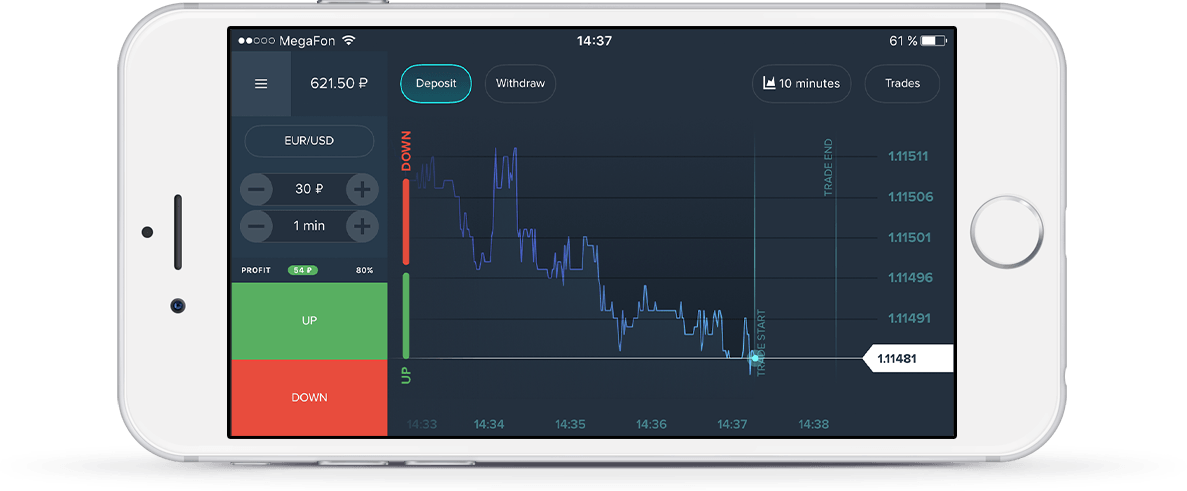 MegaFon
14:37
61 %
621.50 ₽
Deposit
Withdraw
10 minutes
Trades
EUR/USD
30 ₽
1 min
PROFIT 54 ₽ 80%
UP
DOWN
DOWN
UP
TRADE START
TRADE END
1.11511
1.11506
1.11501
1.11496
1.11491
1.11481
14:33 14:34 14:35 14:36 14:37 14:38